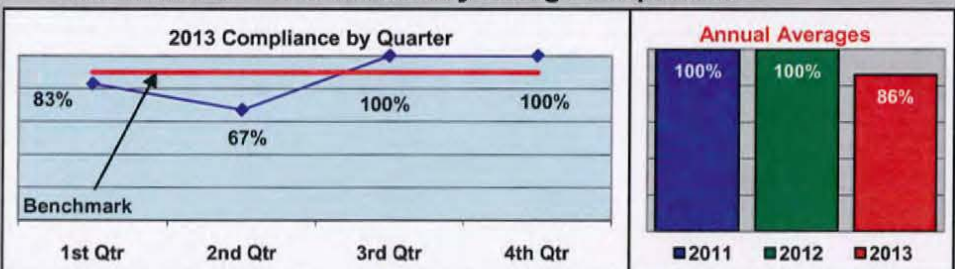 2013 Compliance by Quarter
83%
67%
100%
100%
Benchmark
1st Qtr
2nd Qtr
3rd Qtr
4th Qtr
Annual Averages
100%
100%
86%
2011
2012
2013